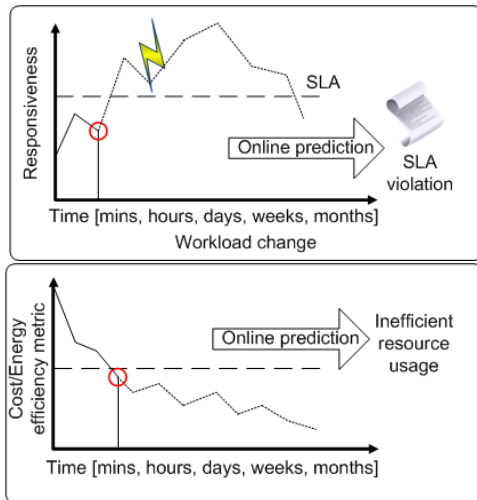 Responsiveness
SLA
Online prediction
SLA
violation
Time [mins, hours, days, weeks, months]
Workload change
Cost/Energy
efficiency metric
Online prediction
Inefficient
resource
usage
Time [mins, hours, days, weeks, months]